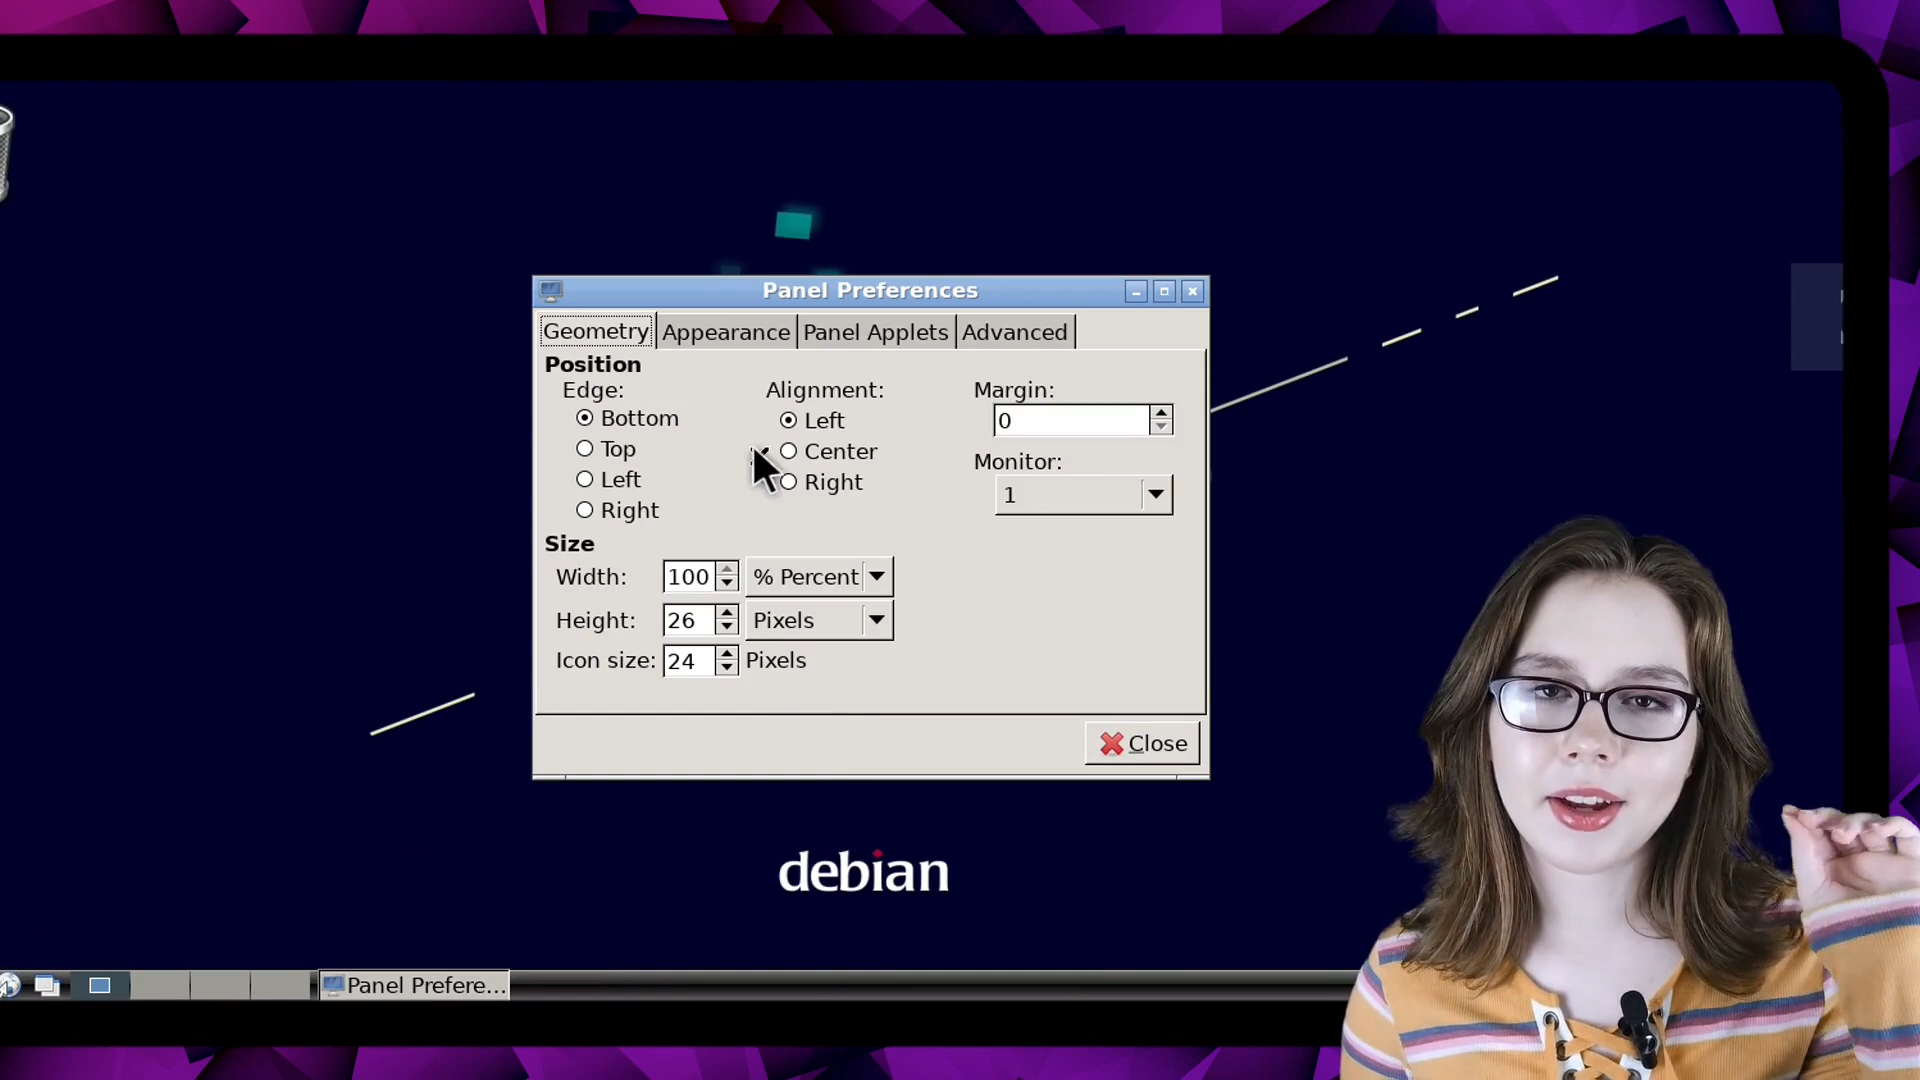 Panel Preferences
Geometry Appearance Panel Applets Advanced
Position
Edge: Alignment: Margin:
Bottom Left 0
Top Center Monitor:
Left Right 1
Right
Size
Width: 100 % Percent
Height: 26 Pixels
Icon size: 24 Pixels
Close
debian
Panel Prefere...